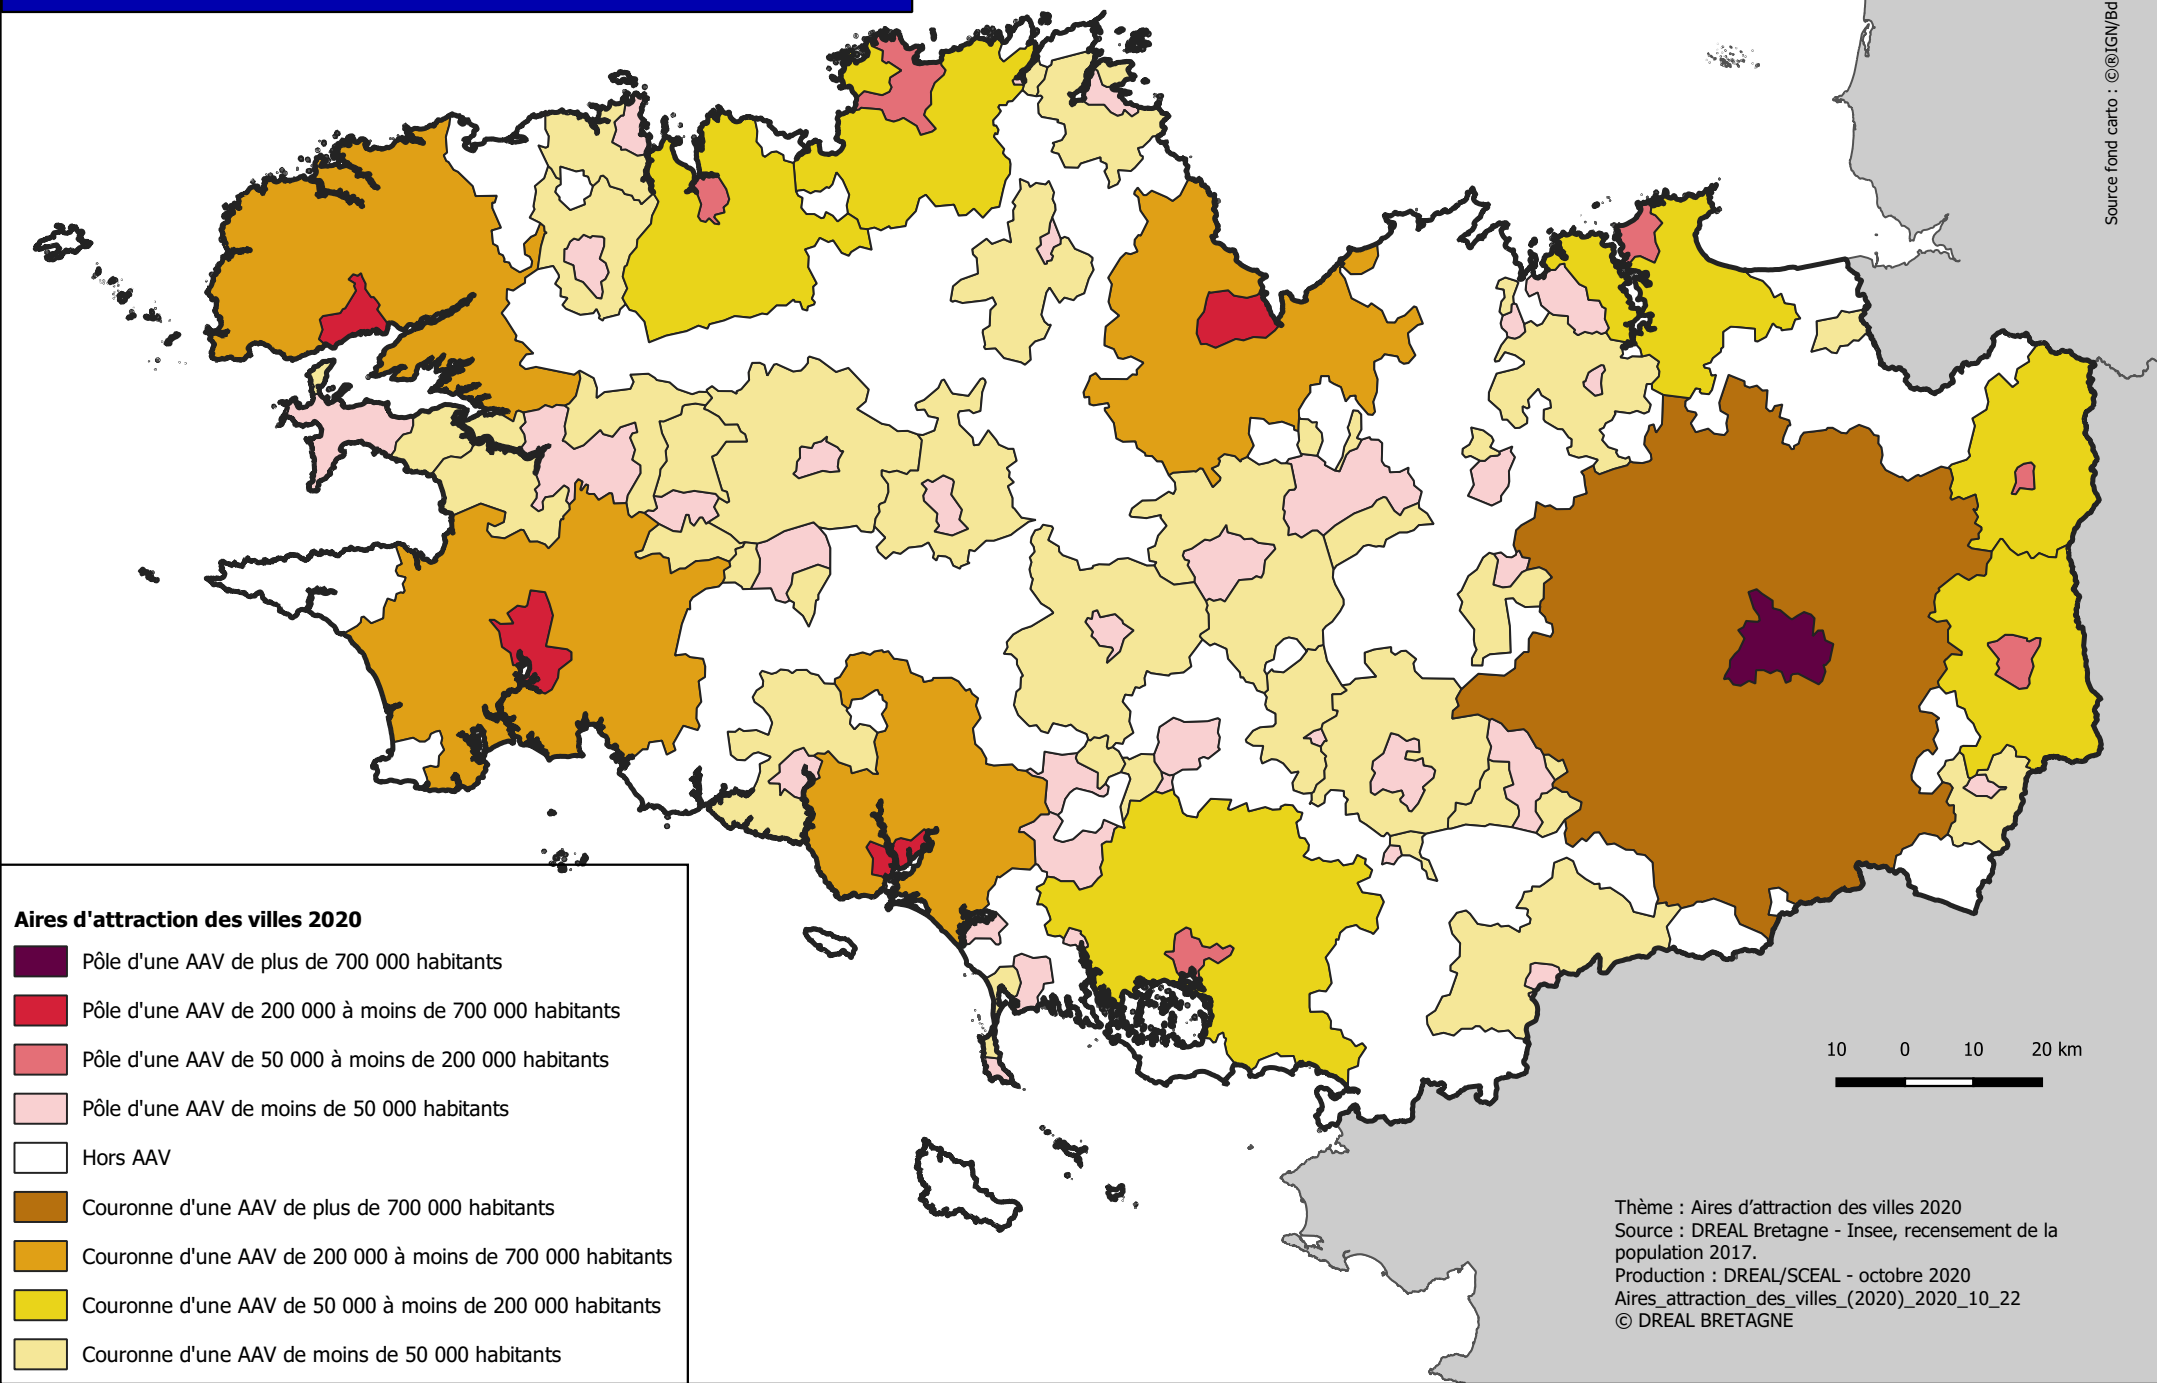 Source fond carto : ©®IGN/Bd
Aires d'attraction des villes 2020
Pôle d'une AAV de plus de 700 000 habitants
Pôle d'une AAV de 200 000 à moins de 700 000 habitants
Pôle d'une AAV de 50 000 à moins de 200 000 habitants
Pôle d'une AAV de moins de 50 000 habitants
Hors AAV
Couronne d'une AAV de plus de 700 000 habitants
Couronne d'une AAV de 200 000 à moins de 700 000 habitants
Couronne d'une AAV de 50 000 à moins de 200 000 habitants
Couronne d'une AAV de moins de 50 000 habitants
10 0 10 20 km
Thème : Aires d’attraction des villes 2020
Source : DREAL Bretagne - Insee, recensement de la
population 2017.
Production : DREAL/SCEAL - octobre 2020
Aires_attraction_des_villes_(2020)_2020_10_22
© DREAL BRETAGNE